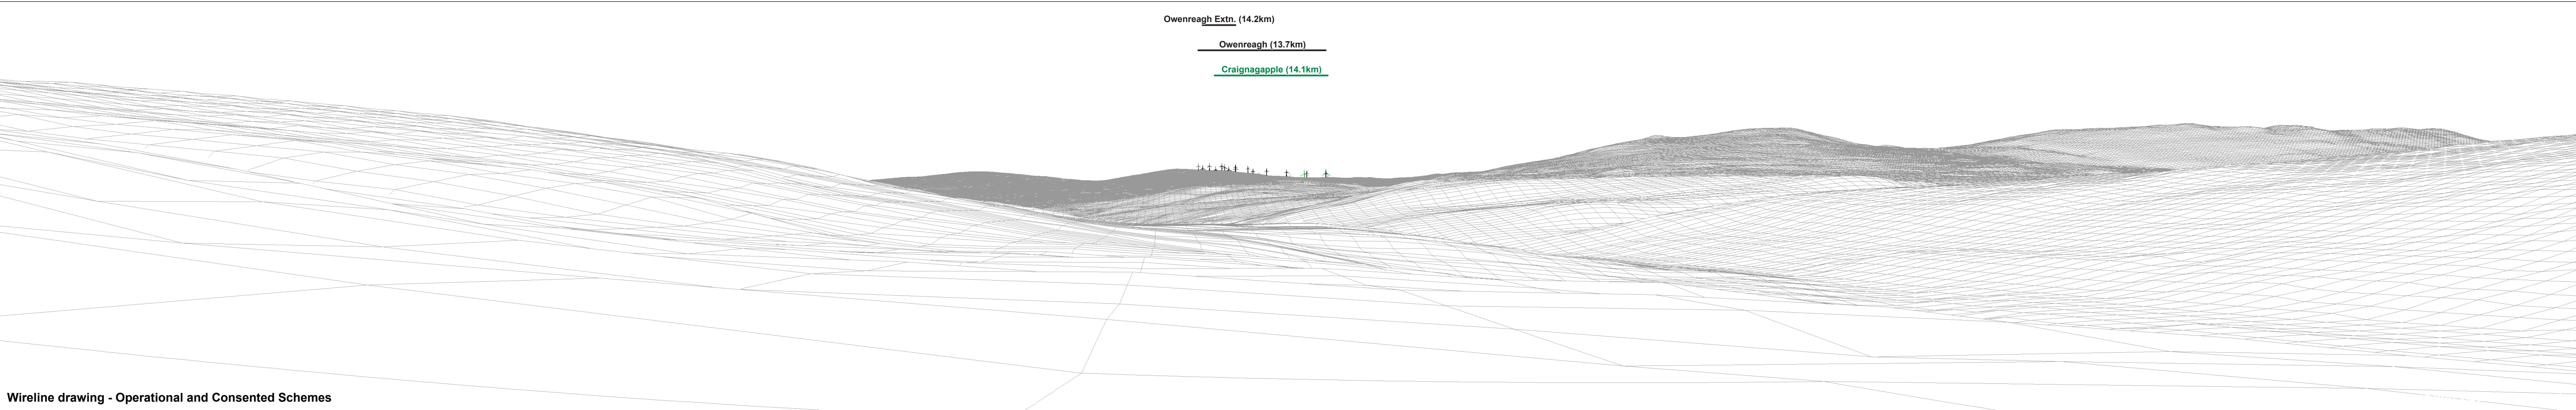 Owenreagh Extn. (14.2km)
Owenreagh (13.7km)
Craignagapple (14.1km)
Wireline drawing - Operational and Consented Schemes